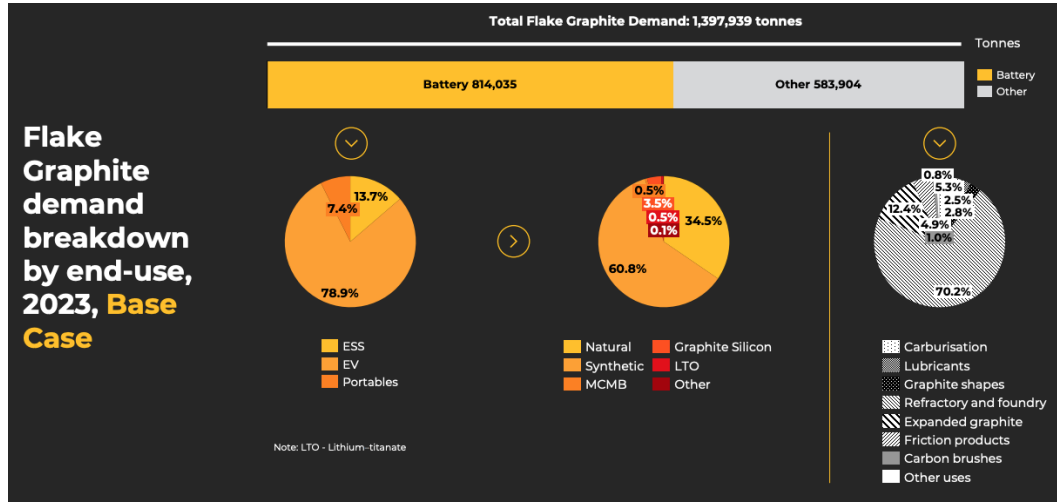 Total Flake Graphite Demand: 1,397,939 tonnes
Tonnes
Battery 814,035
Other 583,904
Battery
Other
Flake
Graphite
demand
breakdown
by end-use,
2023, Base
Case
13.7%
7.4%
78.9%
ESS
EV
Portables
0.5%
3.5%
0.5%
0.1%
34.5%
60.8%
Natural
Synthetic
MCMB
Graphite Silicon
LTO
Other
0.8%
5.3%
2.5%
2.8%
12.4%
4.9%
1.0%
70.2%
Carburisation
Lubricants
Graphite shapes
Refractory and foundry
Expanded graphite
Friction products
Carbon brushes
Other uses
Note: LTO - Lithium–titanate